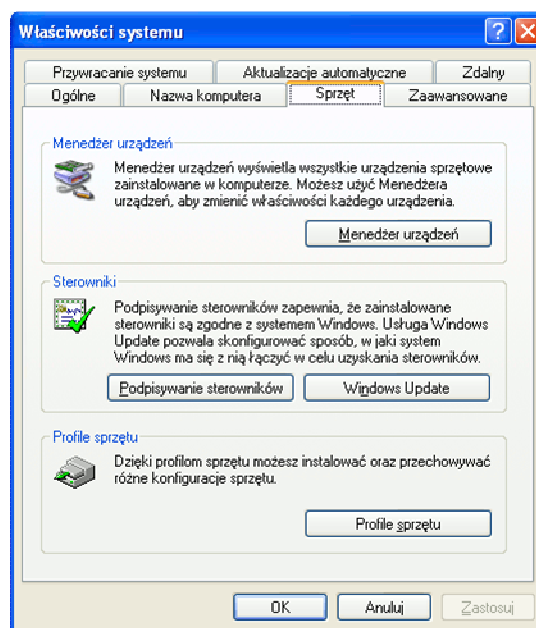 Właściwości systemu
Przywracanie systemu Aktualizacje automatyczne Zdalny
Ogólne Nazwa komputera Sprzęt Zaawansowane
Menedżer urządzeń
Menedżer urządzeń wyświetla wszystkie urządzenia sprzętowe
zainstalowane w komputerze. Możesz użyć Menedżera
urządzeń, aby zmienić właściwości każdego urządzenia.
Menedżer urządzeń
Sterowniki
Podpisywanie sterowników zapewnia, że zainstalowane
sterowniki są zgodne z systemem Windows. Usługa Windows
Update pozwala skonfigurować sposób, w jaki system
Windows ma się z nią łączyć w celu uzyskania sterowników.
Podpisywanie sterowników Windows Update
Profile sprzętu
Dzięki profilom sprzętu możesz instalować oraz przechowywać
różne konfiguracje sprzętu.
Profile sprzętu
OK Anuluj Zastosuj